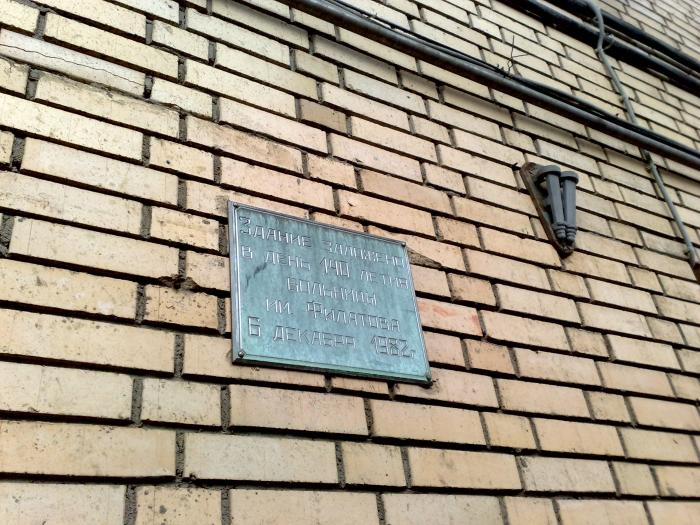 Здание заложено
в день 140 летия
больницы
им. Филатова
6 декабря 1982г.